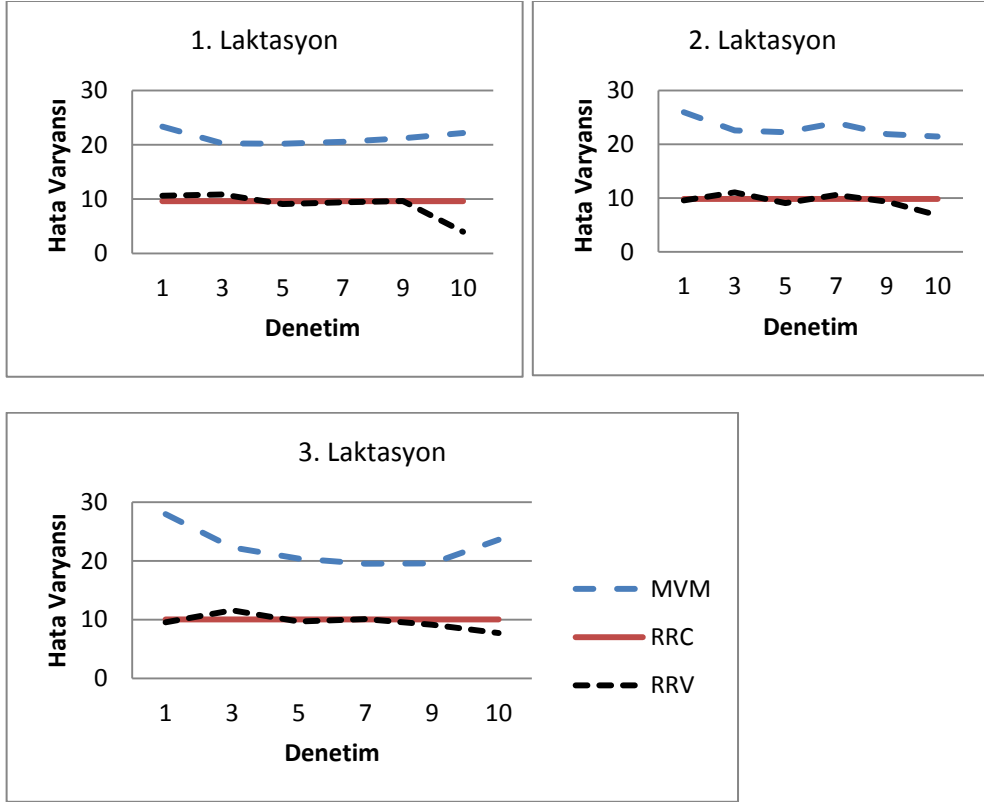 1. Laktasyon
Hata Varyansı
30
20
10
0
1 3 5 7 9 10
Denetim
2. Laktasyon
Hata Varyansı
30
20
10
0
1 3 5 7 9 10
Denetim
3. Laktasyon
Hata Varyansı
30
20
10
0
1 3 5 7 9 10
Denetim
MVM
RRC
RRV